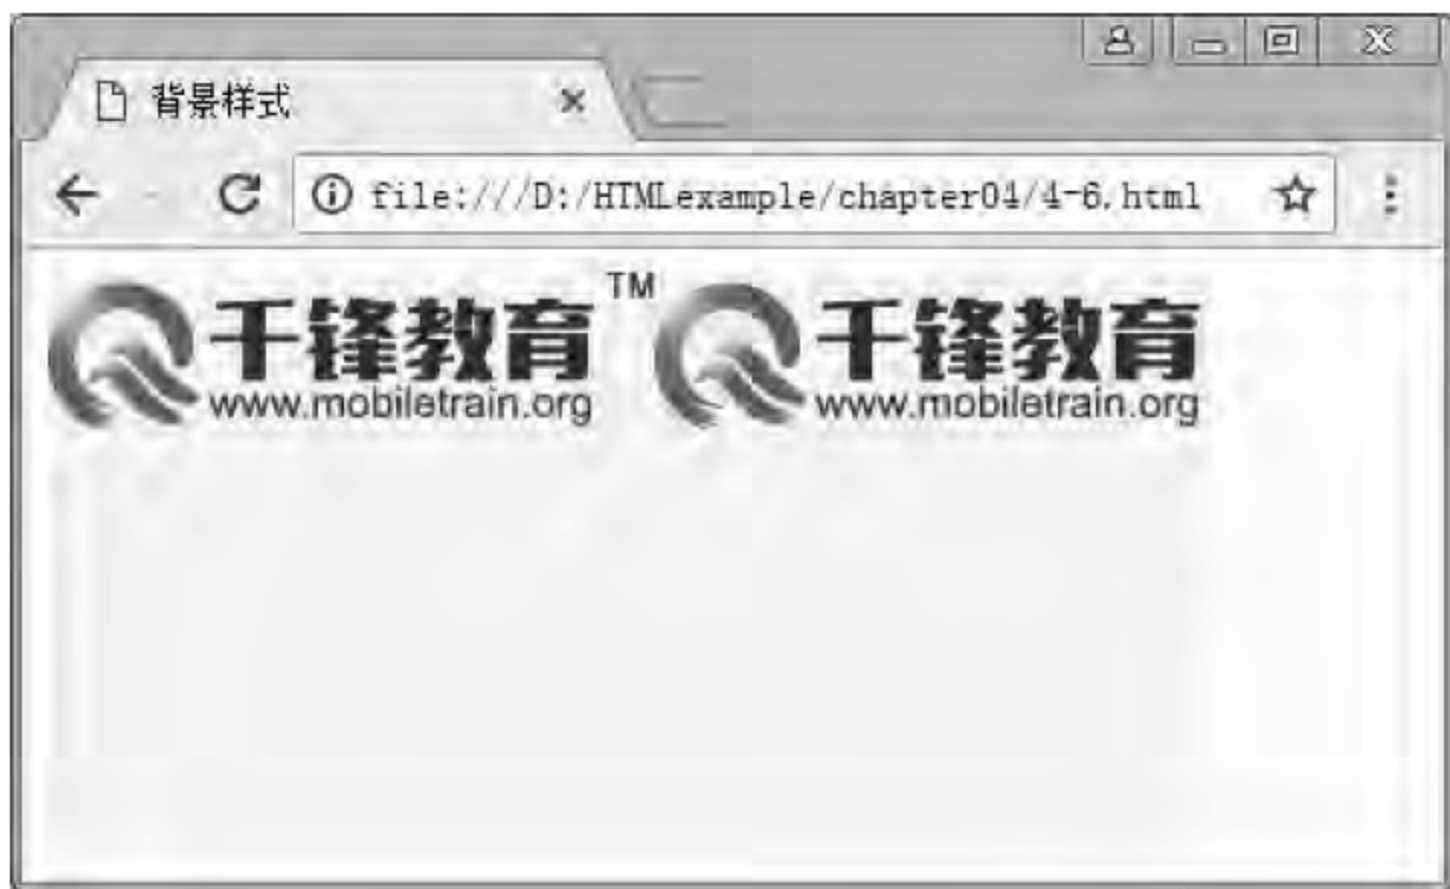 背景样式
file:///D:/HTMLexample/chapter04/4-6.html
千锋教育 TM 千锋教育
www.mobiletrain.org www.mobiletrain.org